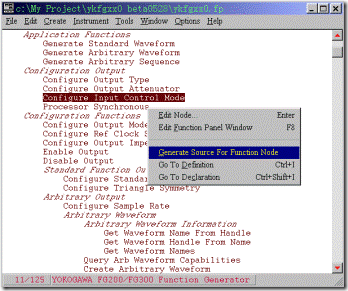 c:\My Project\ykfgxx0 beta0528\ykfgxx0.fp
File Edit Create Instrument Tools Window Options Help
Application Functions
Generate Standard Waveform
Generate Arbitrary Waveform
Generate Arbitrary Sequence
Configuration Output
Configure Output Type
Configure Output Attenuator
Configure Input Control Mode
Processor Synchronous
Configuration Functions
Configure Output Mode
Configure Ref Clock S
Configure Output Impe
Enable Output
Disable Output
Standard Function Ou
Configure Standa
Configure Triangle Symmetry
Arbitrary Output
Configure Sample Rate
Arbitrary Waveform
Arbitrary Waveform Information
Get Waveform Name From Handle
Get Waveform Handle From Name
Get Waveform Names
Query Arb Waveform Capabilities
Create Arbitrary Waveform
Edit Node... Enter
Edit Function Panel Window F8
Generate Source For Function Node
Go To Definition Ctrl+I
Go To Declaration Ctrl+Shift+I
11/125 YOKOGAWA FG200/FG300 Function Generator